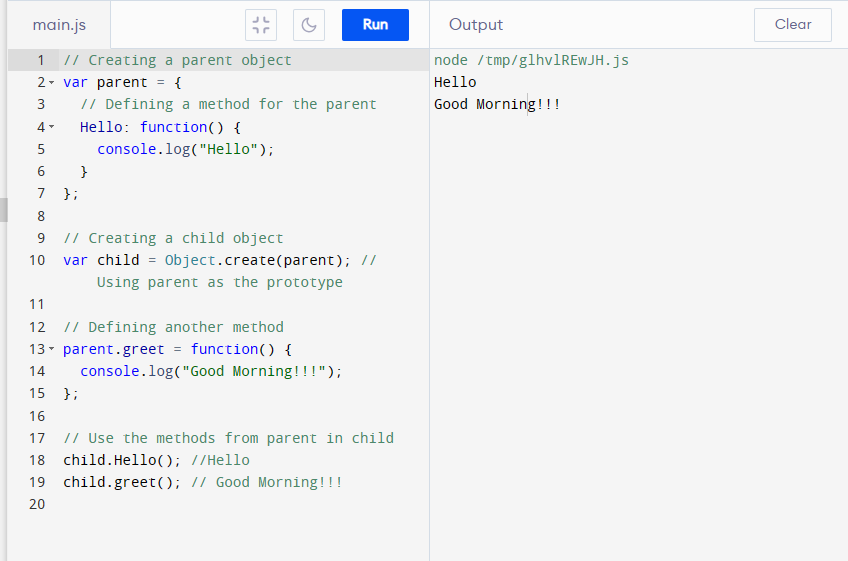 main.js
Run
Output
Clear
1 // Creating a parent object
2 var parent = {
3 // Defining a method for the parent
4 Hello: function() {
5 console.log("Hello");
6 }
7 };
8
9 // Creating a child object
10 var child = Object.create(parent); //
Using parent as the prototype
11
12 // Defining another method
13 parent.greet = function() {
14 console.log("Good Morning!!!");
15 };
16
17 // Use the methods from parent in child
18 child.Hello(); //Hello
19 child.greet(); // Good Morning!!!
20
node /tmp/glhvlREwJH.js
Hello
Good Morning!!!